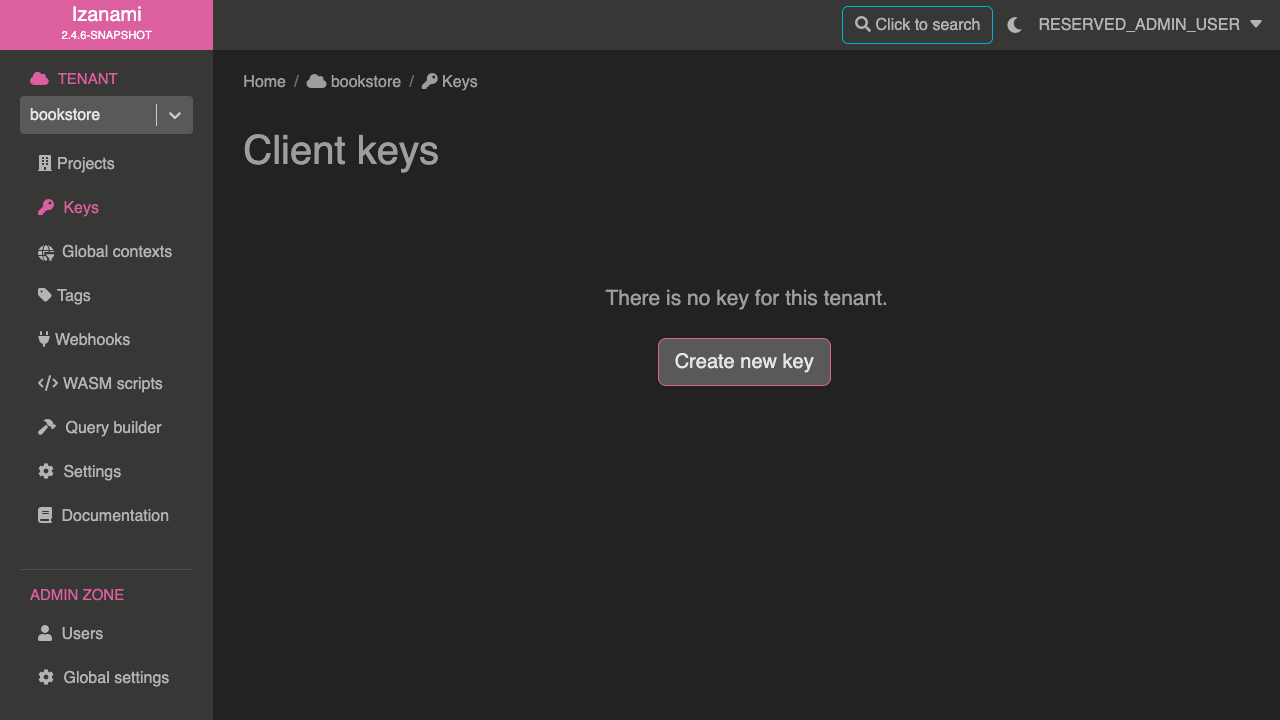 Izanami
2.4.6-SNAPSHOT
Click to search
RESERVED_ADMIN_USER
TENANT
bookstore
Projects
Keys
Global contexts
Tags
Webhooks
WASM scripts
Query builder
Settings
Documentation
ADMIN ZONE
Users
Global settings
Home / bookstore / Keys
Client keys
There is no key for this tenant.
Create new key